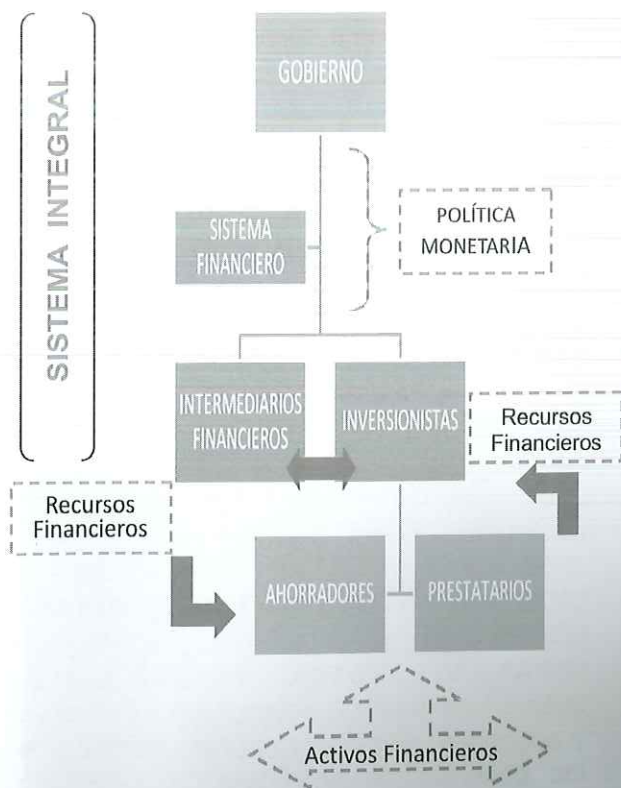 SISTEMA INTEGRAL
GOBIERNO
SISTEMA
FINANCIERO
POLÍTICA
MONETARIA
INTERMEDIARIOS
FINANCIEROS
INVERSIONISTAS
Recursos
Financieros
Recursos
Financieros
AHORRADORES
PRESTATARIOS
Activos Financieros